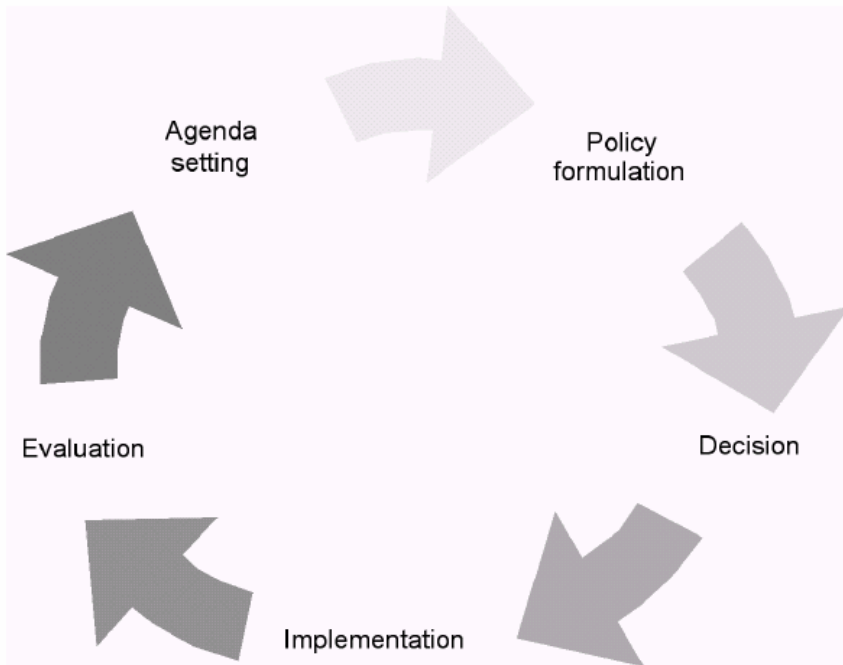 Agenda
setting
Policy
formulation
Decision
Implementation
Evaluation